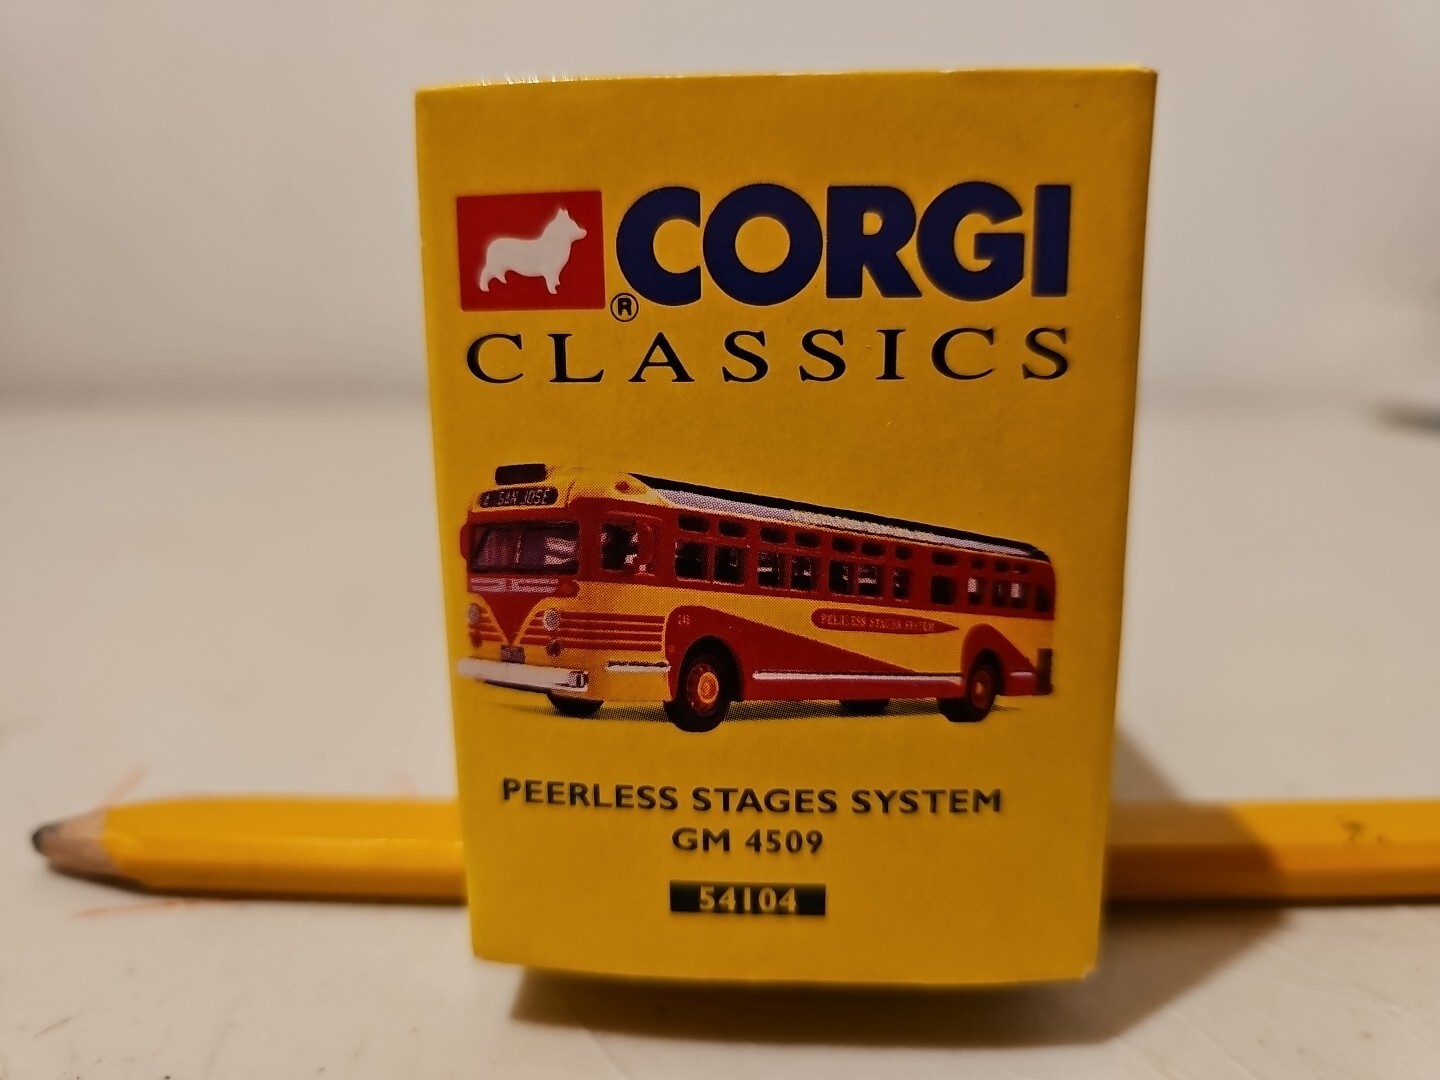 CORGI
®
CLASSICS
SAN JOSE
PEERLESS STAGES SYSTEM
PEERLESS STAGES SYSTEM
GM 4509
54104